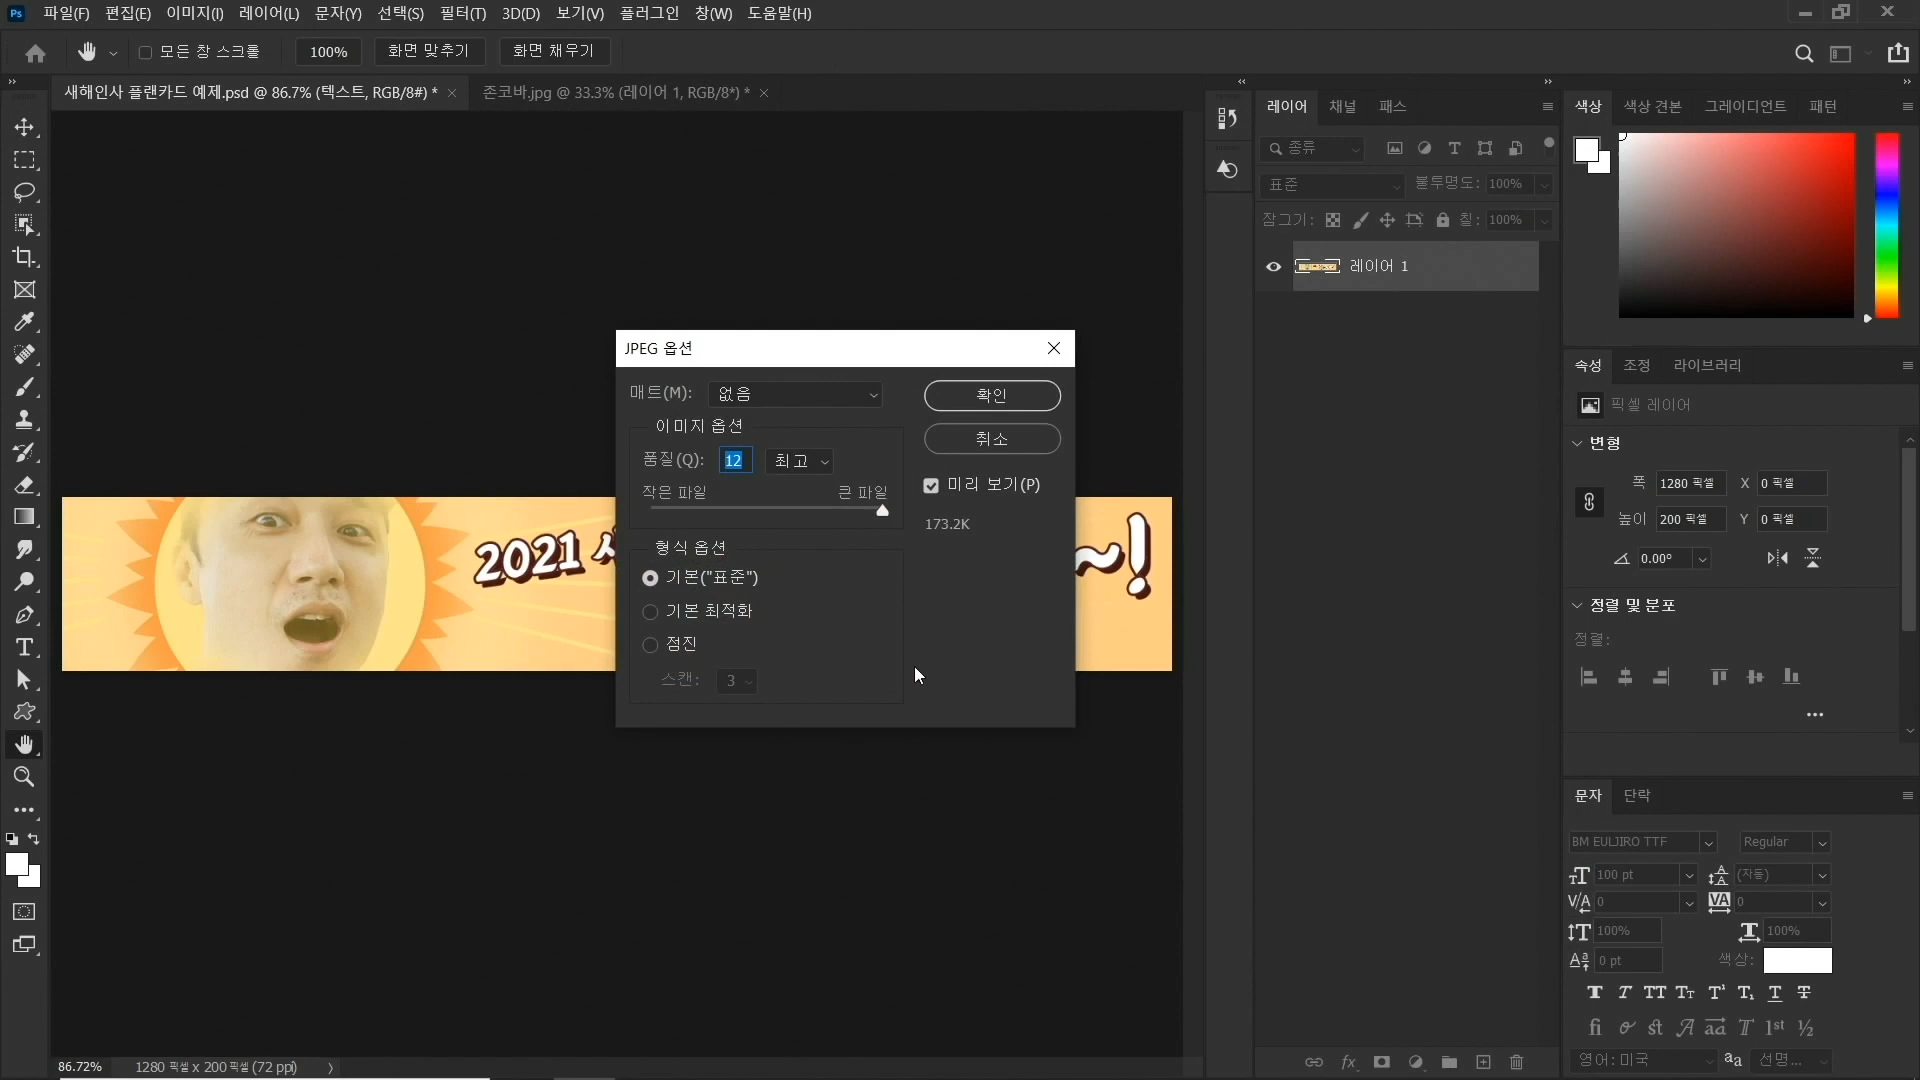 Ps 파일(F) 편집(E) 이미지(I) 레이어(L) 문자(Y) 선택(S) 필터(T) 3D(D) 보기(V) 플러그인 창(W) 도움말(H)
모든 창 스크롤 100% 화면 맞추기 화면 채우기
새해인사 플랜카드 예제.psd @ 86.7% (텍스트, RGB/8#) * 존코바.jpg @ 33.3% (레이어 1, RGB/8*) *
레이어 채널 패스
종류
표준 불투명도: 100%
잠그기: 칠: 100%
레이어 1
색상 색상 견본 그레이디언트 패턴
속성 조정 라이브러리
픽셀 레이어
변형
폭 1280 픽셀 X 0 픽셀
높이 200 픽셀 Y 0 픽셀
0.00°
정렬 및 분포
정렬:
JPEG 옵션
매트(M): 없음
확인
취소
미리 보기(P)
173.2K
이미지 옵션
품질(Q): 12 최고
작은 파일 큰 파일
형식 옵션
기본("표준")
기본 최적화
점진
스캔: 3
2021 ~!
문자 단락
BM EULJIRO TTF Regular
100 pt (자동)
0 0
100% 100%
0 pt 색상:
영어: 미국 선명...
86.72% 1280 픽셀 x 200 픽셀 (72 ppi)